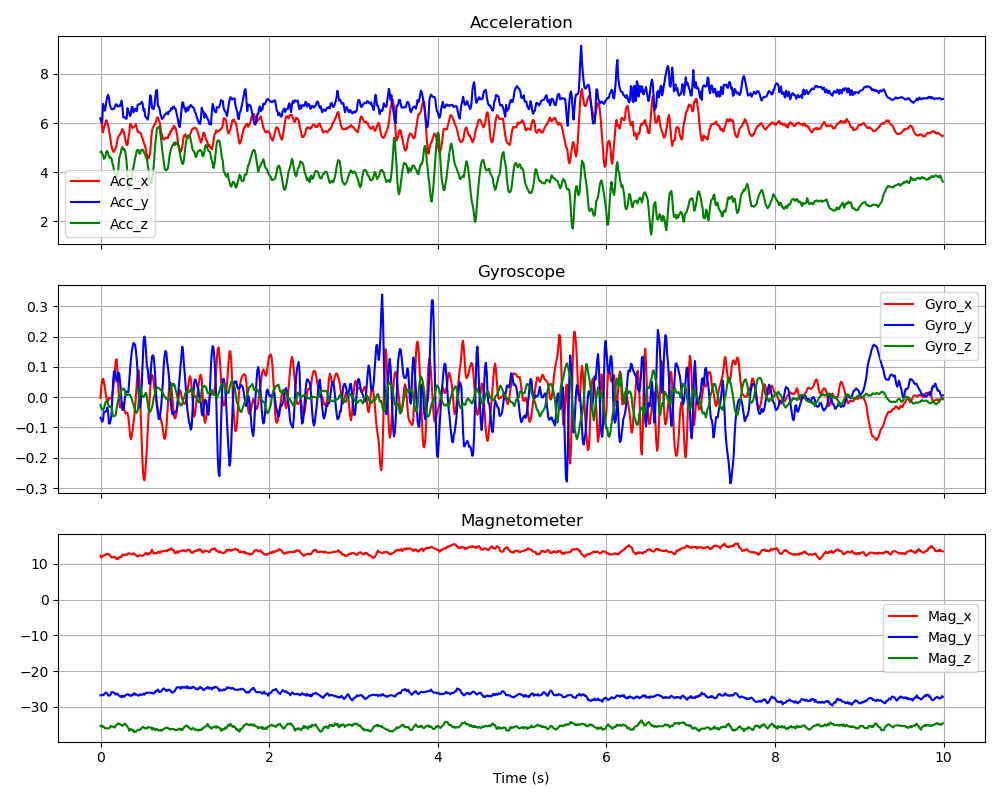 Acceleration
8
6
4
2
Acc_x
Acc_y
Acc_z
Gyroscope
0.3
0.2
0.1
0.0
−0.1
−0.2
−0.3
Gyro_x
Gyro_y
Gyro_z
Magnetometer
10
0
−10
−20
−30
Mag_x
Mag_y
Mag_z
0 2 4 6 8 10
Time (s)